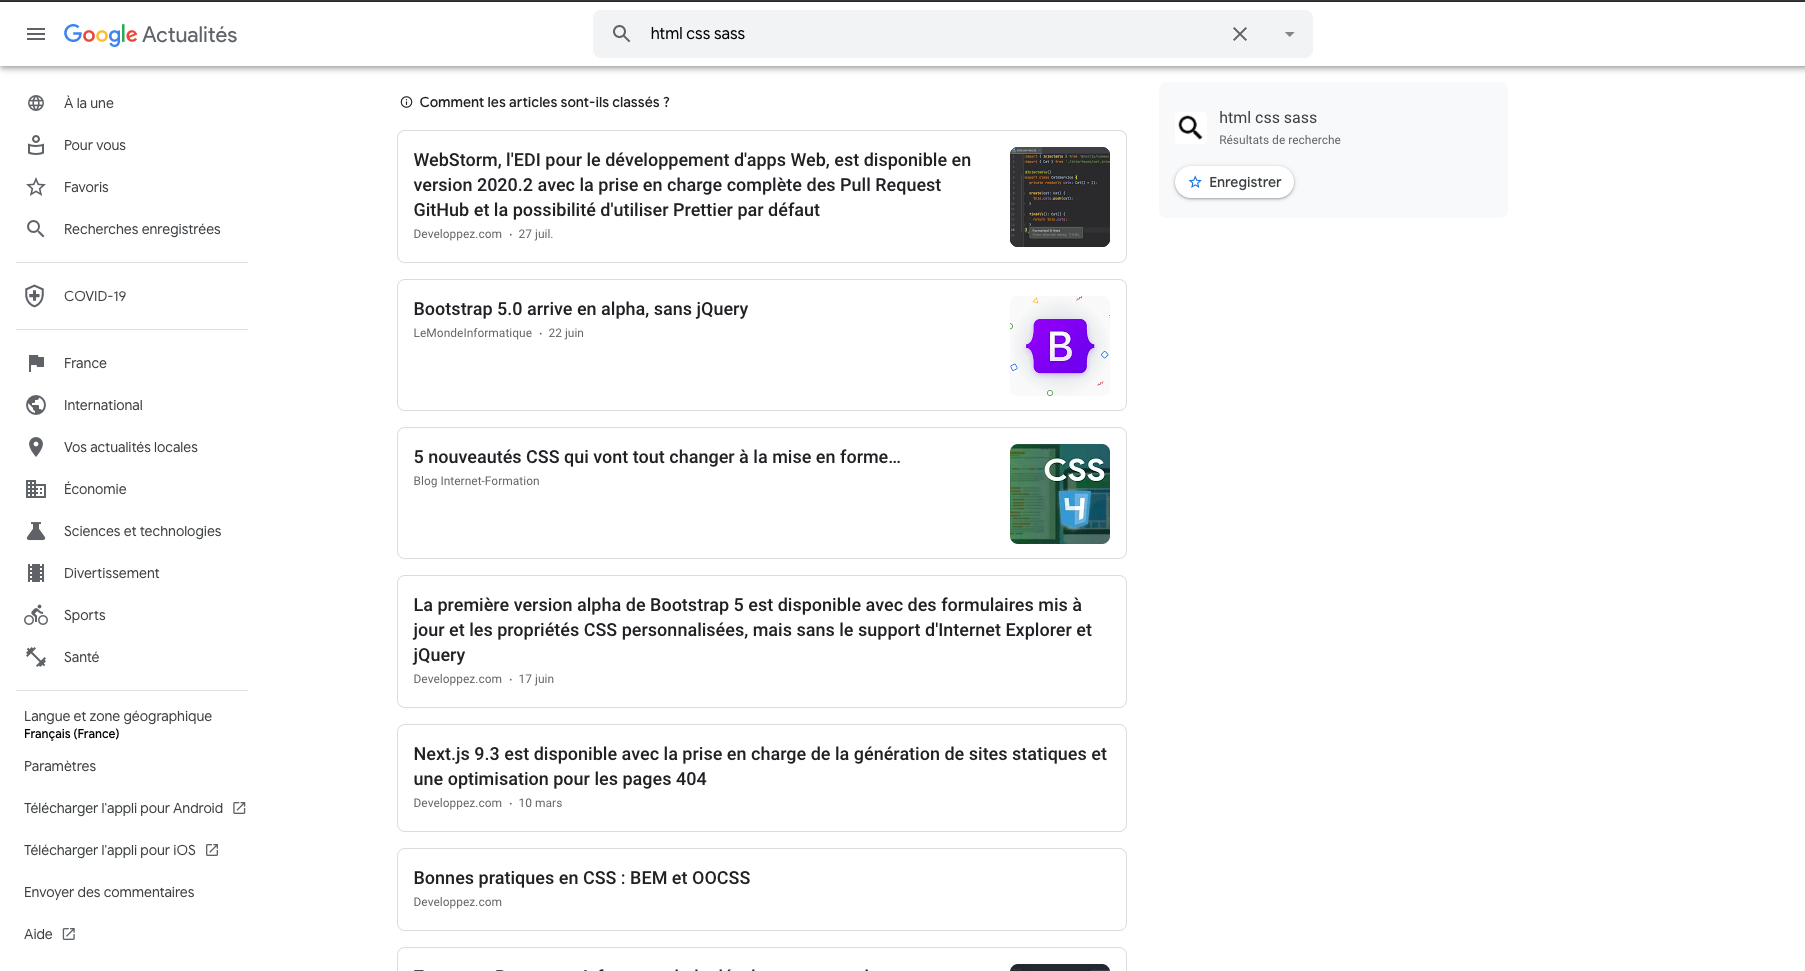 Google Actualités
html css sass
À la une
Pour vous
Favoris
Recherches enregistrées
COVID-19
France
International
Vos actualités locales
Économie
Sciences et technologies
Divertissement
Sports
Santé
Langue et zone géographique
Français (France)
Paramètres
Télécharger l'appli pour Android
Télécharger l'appli pour iOS
Envoyer des commentaires
Aide
Comment les articles sont-ils classés ?
WebStorm, l'EDI pour le développement d'apps Web, est disponible en
version 2020.2 avec la prise en charge complète des Pull Request
GitHub et la possibilité d'utiliser Prettier par défaut
Developpez.com · 27 juil.
Bootstrap 5.0 arrive en alpha, sans jQuery
LeMondeInformatique · 22 juin
B
5 nouveautés CSS qui vont tout changer à la mise en forme...
Blog Internet-Formation
CSS
4
La première version alpha de Bootstrap 5 est disponible avec des formulaires mis à
jour et les propriétés CSS personnalisées, mais sans le support d'Internet Explorer et
jQuery
Developpez.com · 17 juin
Next.js 9.3 est disponible avec la prise en charge de la génération de sites statiques et
une optimisation pour les pages 404
Developpez.com · 10 mars
Bonnes pratiques en CSS : BEM et OOCSS
Developpez.com
html css sass
Résultats de recherche
Enregistrer